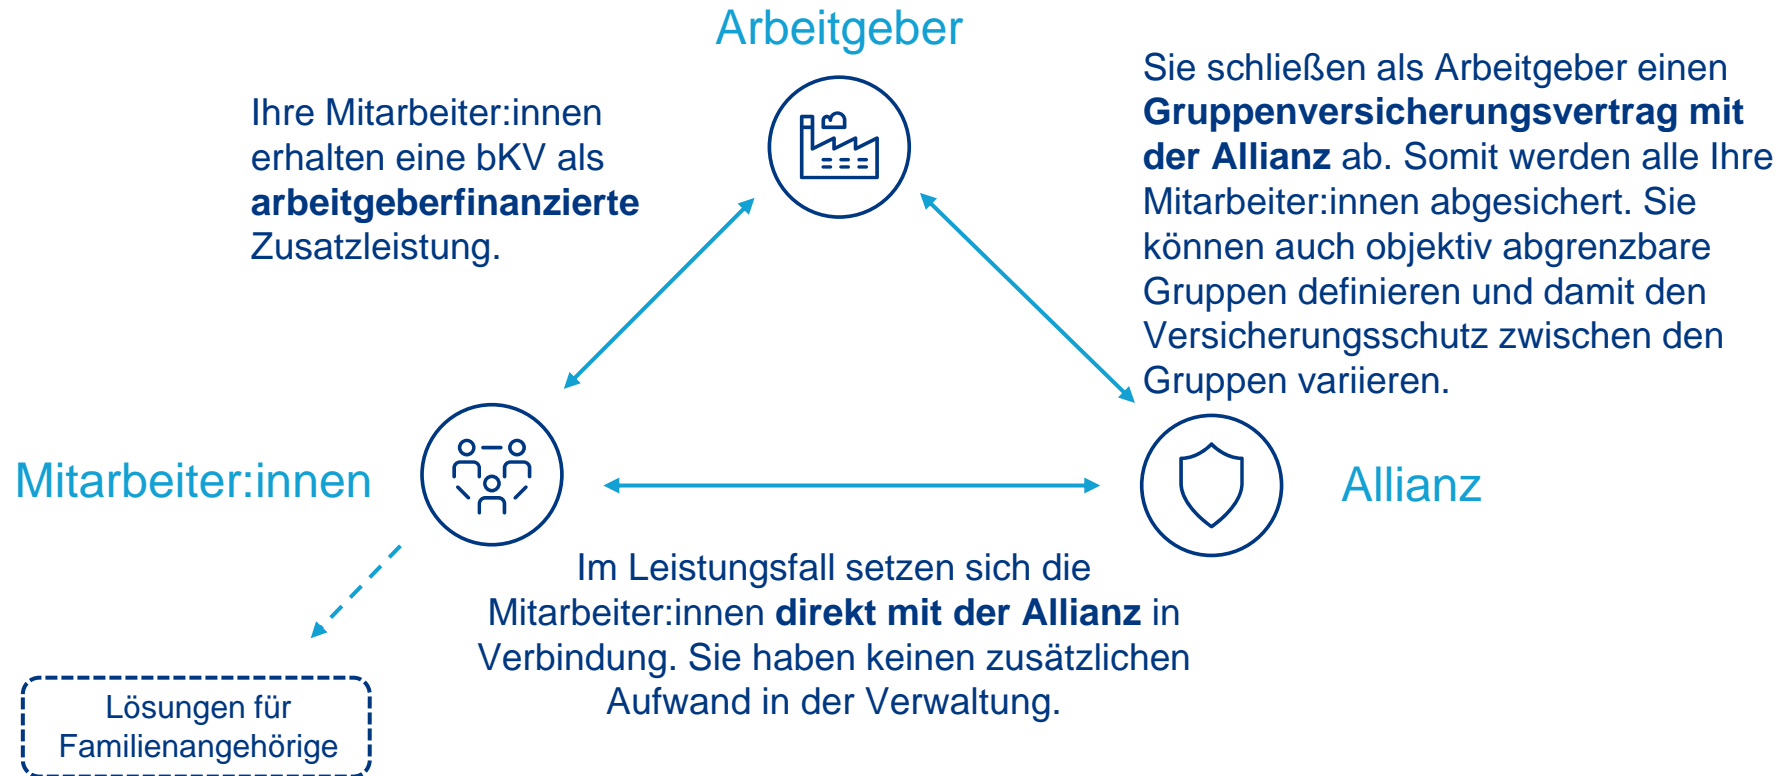 Arbeitgeber
Ihre Mitarbeiter:innen
erhalten eine bKV als
arbeitgeberfinanzierte
Zusatzleistung.
Sie schließen als Arbeitgeber einen
Gruppenversicherungsvertrag mit
der Allianz ab. Somit werden alle Ihre
Mitarbeiter:innen abgesichert. Sie
können auch objektiv abgrenzbare
Gruppen definieren und damit den
Versicherungsschutz zwischen den
Gruppen variieren.
Mitarbeiter:innen
Allianz
Im Leistungsfall setzen sich die
Mitarbeiter:innen direkt mit der Allianz in
Verbindung. Sie haben keinen zusätzlichen
Aufwand in der Verwaltung.
Lösungen für
Familienangehörige